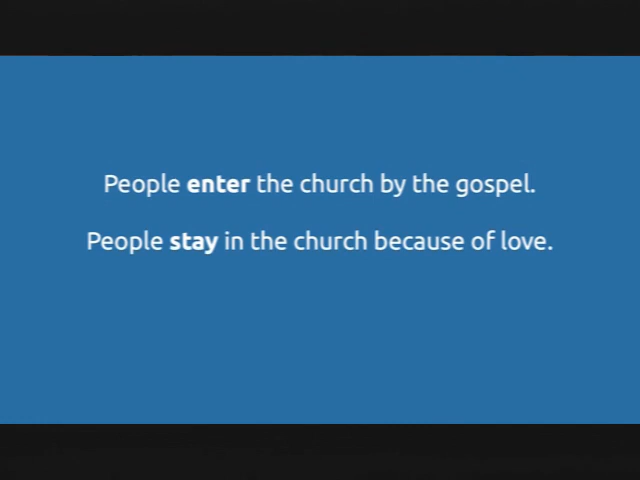 People enter the church by the gospel.
People stay in the church because of love.